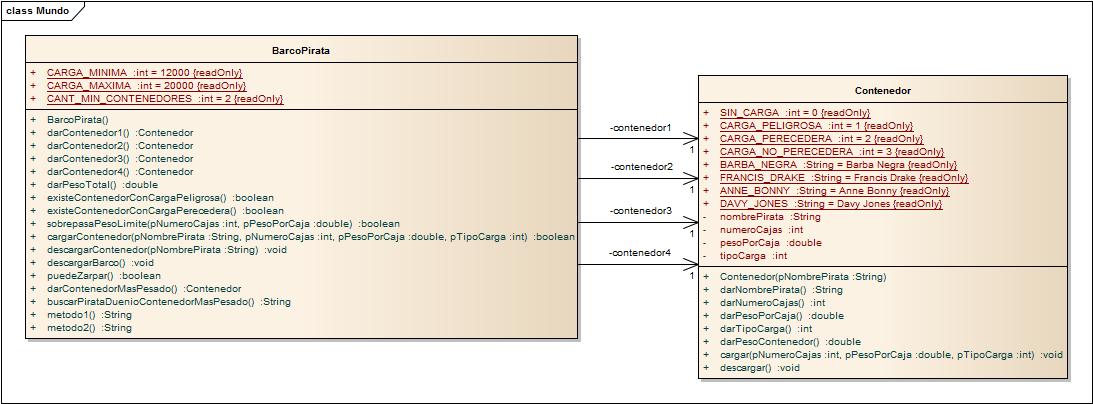 class Mundo
BarcoPirata
+ CARGA_MINIMA :int = 12000 {readOnly}
+ CARGA_MAXIMA :int = 20000 {readOnly}
+ CANT_MIN_CONTENEDORES :int = 2 {readOnly}
+ BarcoPirata()
+ darContenedor1() :Contenedor
+ darContenedor2() :Contenedor
+ darContenedor3() :Contenedor
+ darContenedor4() :Contenedor
+ darPesoTotal() :double
+ existeContenedorConCargaPeligrosa() :boolean
+ existeContenedorConCargaPerecedera() :boolean
+ sobrepasaPesoLimite(pNumeroCajas :int, pPesoPorCaja :double) :boolean
+ cargarContenedor(pNombrePirata :String, pNumeroCajas :int, pPesoPorCaja :double, pTipoCarga :int) :boolean
+ descargarContenedor(pNombrePirata :String) :void
+ descargarBarco() :void
+ puedeZarpar() :boolean
+ darContenedorMasPesado() :Contenedor
+ buscarPirataDuenioContenedorMasPesado() :String
+ metodo1() :String
+ metodo2() :String
-contenedor1
1
-contenedor2
1
-contenedor3
1
-contenedor4
1
Contenedor
+ SIN_CARGA :int = 0 {readOnly}
+ CARGA_PELIGROSA :int = 1 {readOnly}
+ CARGA_PERECEDERA :int = 2 {readOnly}
+ CARGA_NO_PERECEDERA :int = 3 {readOnly}
+ BARBA_NEGRA :String = Barba Negra {readOnly}
+ FRANCIS_DRAKE :String = Francis Drake {readOnly}
+ ANNE_BONNY :String = Anne Bonny {readOnly}
+ DAVY_JONES :String = Davy Jones {readOnly}
- nombrePirata :String
- numeroCajas :int
- pesoPorCaja :double
- tipoCarga :int
+ Contenedor(pNombrePirata :String)
+ darNombrePirata() :String
+ darNumeroCajas() :int
+ darPesoPorCaja() :double
+ darTipoCarga() :int
+ darPesoContenedor() :double
+ cargar(pNumeroCajas :int, pPesoPorCaja :double, pTipoCarga :int) :void
+ descargar() :void